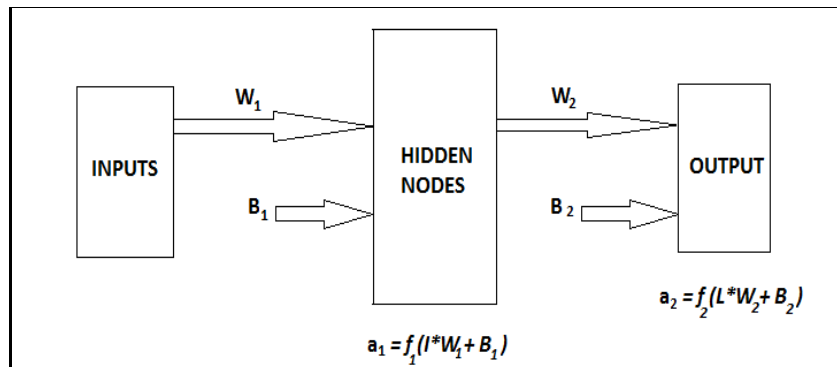 W₁
W₂
INPUTS
HIDDEN
NODES
OUTPUT
B₁
B₂
a₂ = f₂(L*W₂+ B₂)
a₁ = f₁(I*W₁+ B₁)